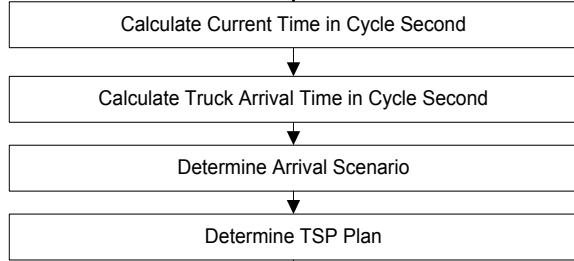 Calculate Current Time in Cycle Second
Calculate Truck Arrival Time in Cycle Second
Determine Arrival Scenario
Determine TSP Plan